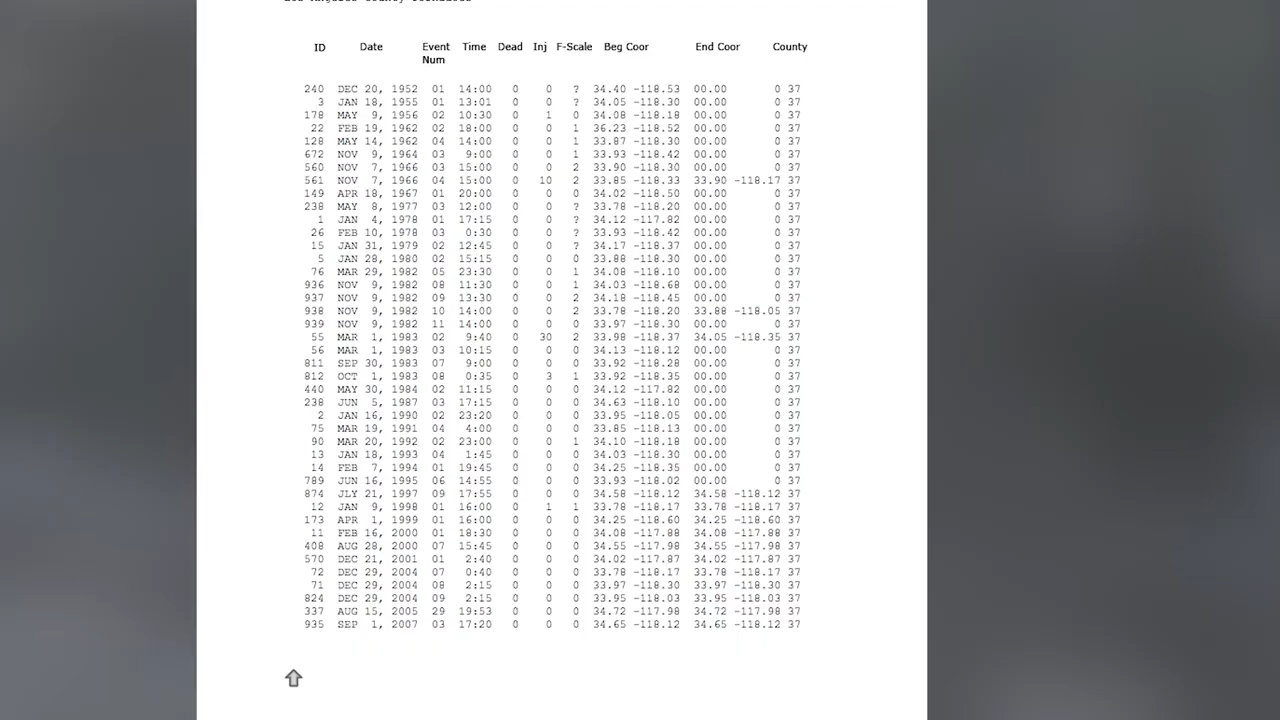 Los Angeles County Tornadoes
ID Date Event Time Dead Inj F-Scale Beg Coor End Coor County
Num
240 DEC 20, 1952 01 14:00 0 0 ? 34.40 -118.53 00.00 0 37
3 JAN 18, 1955 01 13:01 0 0 ? 34.05 -118.30 00.00 0 37
178 MAY 9, 1956 02 10:30 0 1 0 34.08 -118.18 00.00 0 37
22 FEB 19, 1962 02 18:00 0 0 1 36.23 -118.52 00.00 0 37
128 MAY 14, 1962 04 14:00 0 0 1 33.87 -118.30 00.00 0 37
672 NOV 9, 1964 03 9:00 0 0 1 33.93 -118.42 00.00 0 37
560 NOV 7, 1966 03 15:00 0 0 2 33.90 -118.30 00.00 0 37
561 NOV 7, 1966 04 15:00 0 10 2 33.85 -118.33 33.90 -118.17 37
149 APR 18, 1967 01 20:00 0 0 0 34.02 -118.50 00.00 0 37
238 MAY 8, 1977 03 12:00 0 0 ? 33.78 -118.20 00.00 0 37
1 JAN 4, 1978 01 17:15 0 0 ? 34.12 -117.82 00.00 0 37
26 FEB 10, 1978 03 0:30 0 0 ? 33.93 -118.42 00.00 0 37
15 JAN 31, 1979 02 12:45 0 0 ? 34.17 -118.37 00.00 0 37
5 JAN 28, 1980 02 15:15 0 0 0 33.88 -118.30 00.00 0 37
76 MAR 29, 1982 05 23:30 0 0 1 34.08 -118.10 00.00 0 37
936 NOV 9, 1982 08 11:30 0 0 1 34.03 -118.68 00.00 0 37
937 NOV 9, 1982 09 13:30 0 0 2 34.18 -118.45 00.00 0 37
938 NOV 9, 1982 10 14:00 0 0 2 33.78 -118.20 33.88 -118.05 37
939 NOV 9, 1982 11 14:00 0 0 0 33.97 -118.30 00.00 0 37
55 MAR 1, 1983 02 9:40 0 30 2 33.98 -118.37 34.05 -118.35 37
56 MAR 1, 1983 03 10:15 0 0 0 34.13 -118.12 00.00 0 37
811 SEP 30, 1983 07 9:00 0 0 0 33.92 -118.28 00.00 0 37
812 OCT 1, 1983 08 0:35 0 3 1 33.92 -118.35 00.00 0 37
440 MAY 30, 1984 02 11:15 0 0 0 34.12 -117.82 00.00 0 37
238 JUN 5, 1987 03 17:15 0 0 0 34.63 -118.10 00.00 0 37
2 JAN 16, 1990 02 23:20 0 0 0 33.95 -118.05 00.00 0 37
75 MAR 19, 1991 04 4:00 0 0 0 33.85 -118.13 00.00 0 37
90 MAR 20, 1992 02 23:00 0 0 1 34.10 -118.18 00.00 0 37
13 JAN 18, 1993 04 1:45 0 0 0 34.03 -118.30 00.00 0 37
14 FEB 7, 1994 01 19:45 0 0 0 34.25 -118.35 00.00 0 37
789 JUN 16, 1995 06 14:55 0 0 0 33.93 -118.02 00.00 0 37
874 JLY 21, 1997 09 17:55 0 0 0 34.58 -118.12 34.58 -118.12 37
12 JAN 9, 1998 01 16:00 0 1 1 33.78 -118.17 33.78 -118.17 37
173 APR 1, 1999 01 16:00 0 0 0 34.25 -118.60 34.25 -118.60 37
11 FEB 16, 2000 01 18:30 0 0 0 34.08 -117.88 34.08 -117.88 37
408 AUG 28, 2000 07 15:45 0 0 0 34.55 -117.98 34.55 -117.98 37
570 DEC 21, 2001 01 2:40 0 0 0 34.02 -117.87 34.02 -117.87 37
72 DEC 29, 2004 07 0:40 0 0 0 33.78 -118.17 33.78 -118.17 37
71 DEC 29, 2004 08 2:15 0 0 0 33.97 -118.30 33.97 -118.30 37
824 DEC 29, 2004 09 2:15 0 0 0 33.95 -118.03 33.95 -118.03 37
337 AUG 15, 2005 29 19:53 0 0 0 34.72 -117.98 34.72 -117.98 37
935 SEP 1, 2007 03 17:20 0 0 0 34.65 -118.12 34.65 -118.12 37